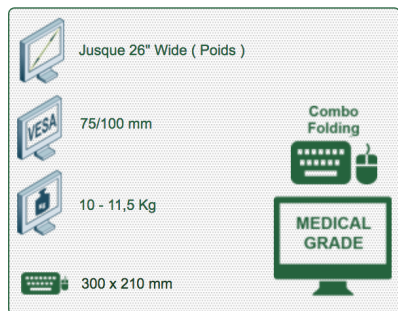 Jusque 26" Wide ( Poids )
VESA
75/100 mm
Combo
Folding
KG
10 - 11,5 Kg
MEDICAL
GRADE
300 x 210 mm